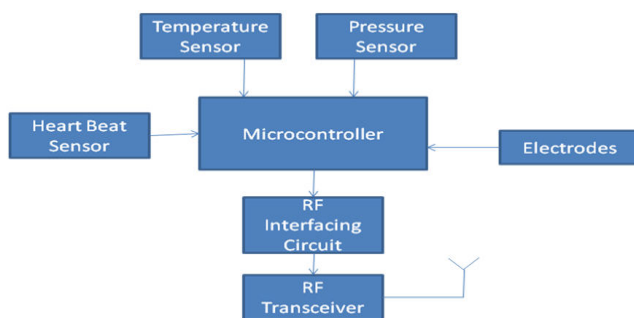 Temperature
Sensor
Pressure
Sensor
Heart Beat
Sensor
Microcontroller
Electrodes
RF
Interfacing
Circuit
RF
Transceiver